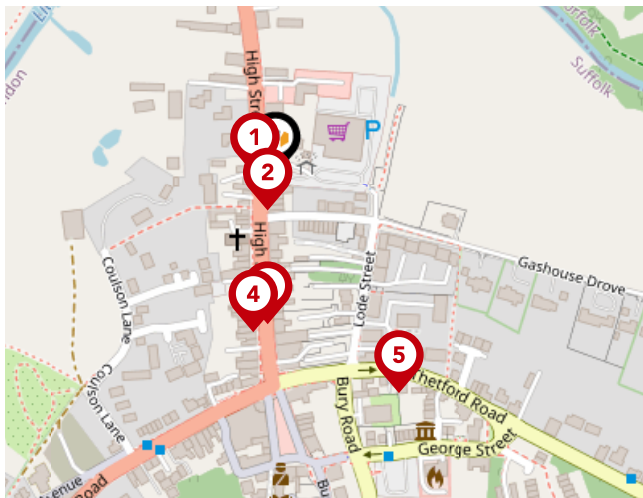 Norfolk
Suffolk
High Str
1
P
2
High
Gashouse Drove
Lode Street
Coulson Lane
4
5
Thetford Road
Coulson Lane
Bury Road
George Street
Road